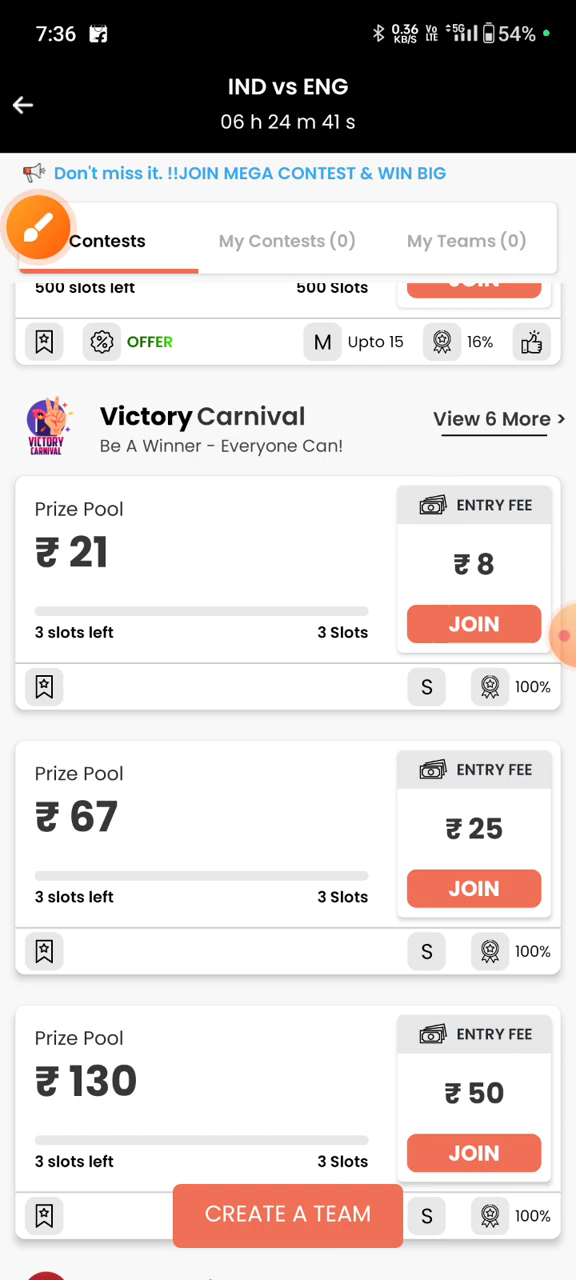 7:36
0.36 KB/S
Vo LTE
5G
54%
IND vs ENG
06 h 24 m 41 s
Don't miss it. !!JOIN MEGA CONTEST & WIN BIG
Contests
My Contests (0)
My Teams (0)
500 slots left
500 Slots
JOIN
OFFER
M
Upto 15
16%
VICTORY
CARNIVAL
Victory Carnival
View 6 More >
Be A Winner - Everyone Can!
Prize Pool
ENTRY FEE
₹ 21
₹ 8
JOIN
3 slots left
3 Slots
S
100%
Prize Pool
ENTRY FEE
₹ 67
₹ 25
JOIN
3 slots left
3 Slots
S
100%
Prize Pool
ENTRY FEE
₹ 130
₹ 50
JOIN
3 slots left
3 Slots
CREATE A TEAM
S
100%